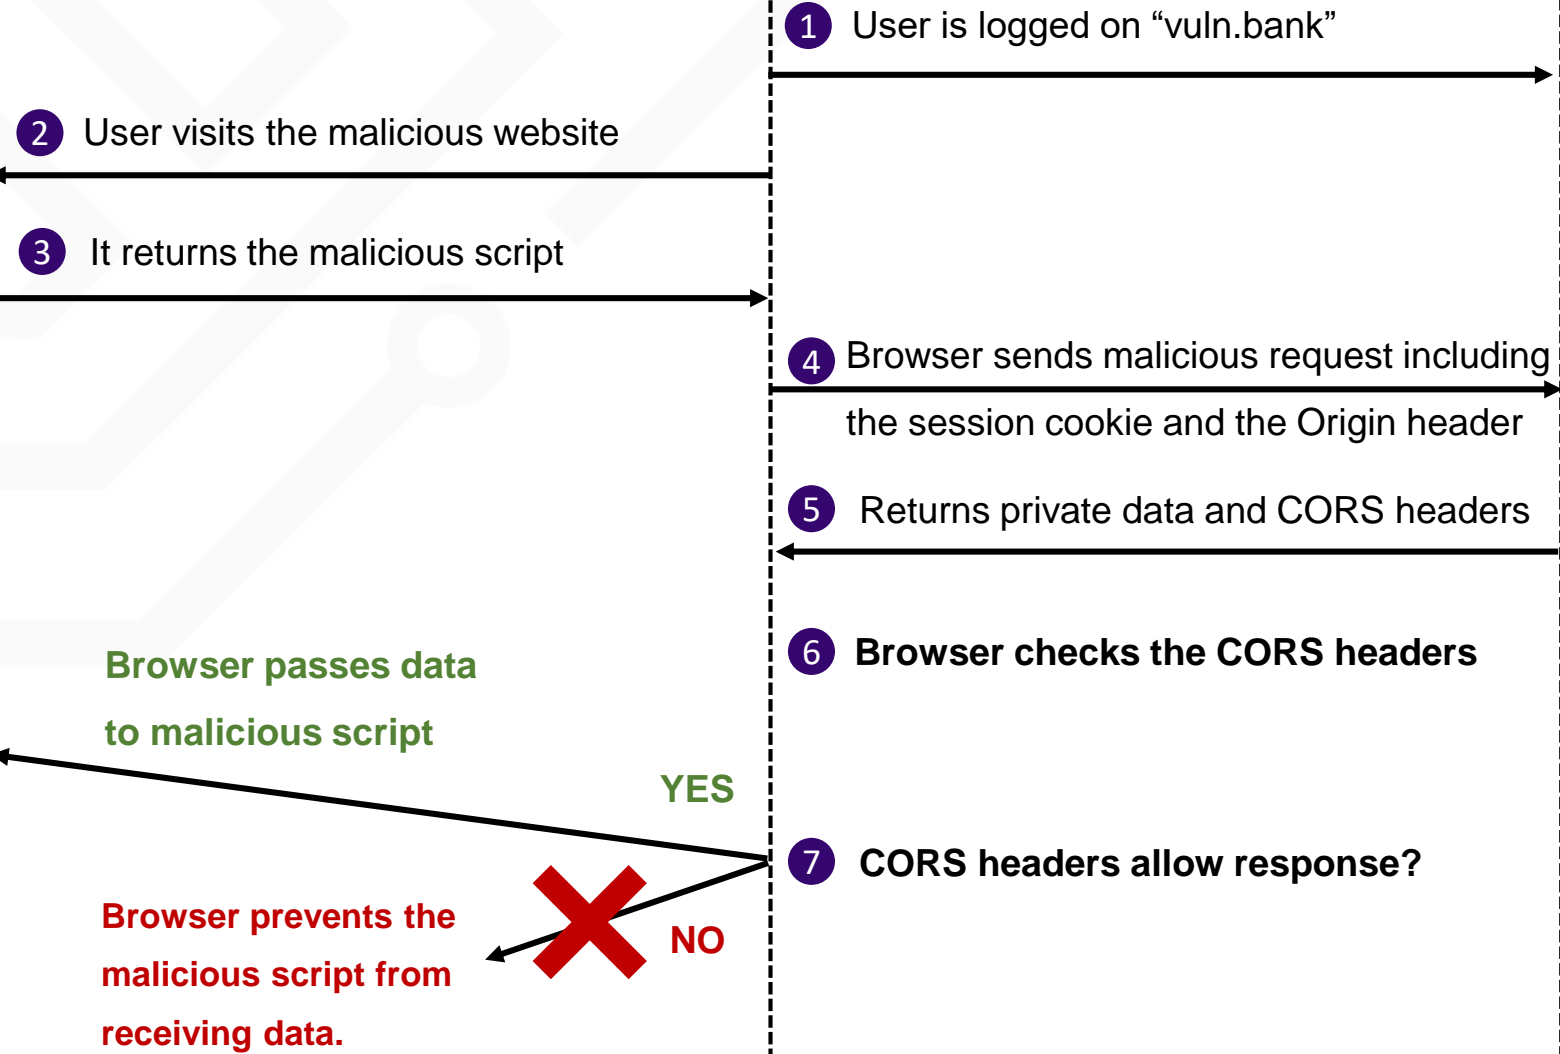 1 User is logged on “vuln.bank”
2 User visits the malicious website
3 It returns the malicious script
4 Browser sends malicious request including
the session cookie and the Origin header
5 Returns private data and CORS headers
6 Browser checks the CORS headers
Browser passes data
to malicious script
YES
7 CORS headers allow response?
NO
Browser prevents the
malicious script from
receiving data.